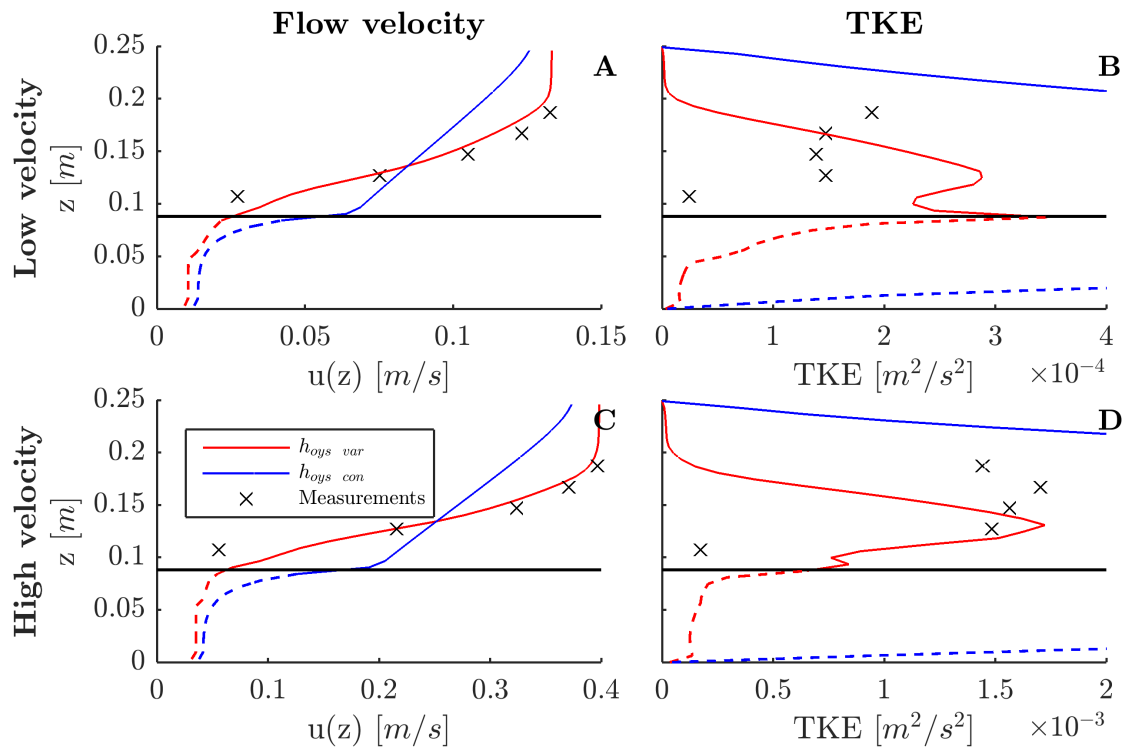 Flow velocity
TKE
Low velocity
z [m]
0.25
0.2
0.15
0.1
0.05
0
A
0
0.05
0.1
0.15
u(z) [m/s]
B
0
1
2
3
4
TKE [m²/s²]
×10⁻⁴
High velocity
z [m]
0.25
0.2
0.15
0.1
0.05
0
C
h_oys var
h_oys con
Measurements
0
0.1
0.2
0.3
0.4
u(z) [m/s]
D
0
0.5
1
1.5
2
TKE [m²/s²]
×10⁻³